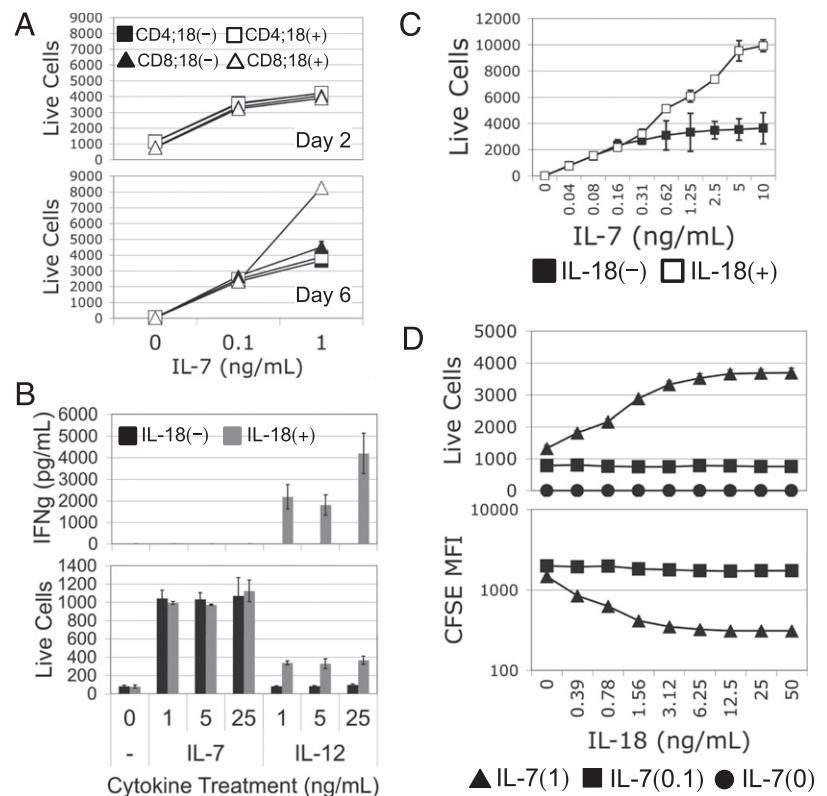 A
Live Cells
9000
8000
7000
6000
5000
4000
3000
2000
1000
0
CD4;18(−) CD4;18(+)
CD8;18(−) CD8;18(+)
Day 2
Live Cells
9000
8000
7000
6000
5000
4000
3000
2000
1000
0
Day 6
0 0.1 1
IL-7 (ng/mL)
B
IFNg (pg/mL)
6000
5000
4000
3000
2000
1000
0
IL-18(−) IL-18(+)
Live Cells
1400
1200
1000
800
600
400
200
0
0 1 5 25 1 5 25
- IL-7 IL-12
Cytokine Treatment (ng/mL)
C
Live Cells
12000
10000
8000
6000
4000
2000
0
0 0.04 0.08 0.16 0.31 0.62 1.25 2.5 5 10
IL-7 (ng/mL)
IL-18(−) IL-18(+)
D
Live Cells
5000
4000
3000
2000
1000
0
CFSE MFI
10000
1000
100
0 0.39 0.78 1.56 3.12 6.25 12.5 25 50
IL-18 (ng/mL)
IL-7(1) IL-7(0.1) IL-7(0)